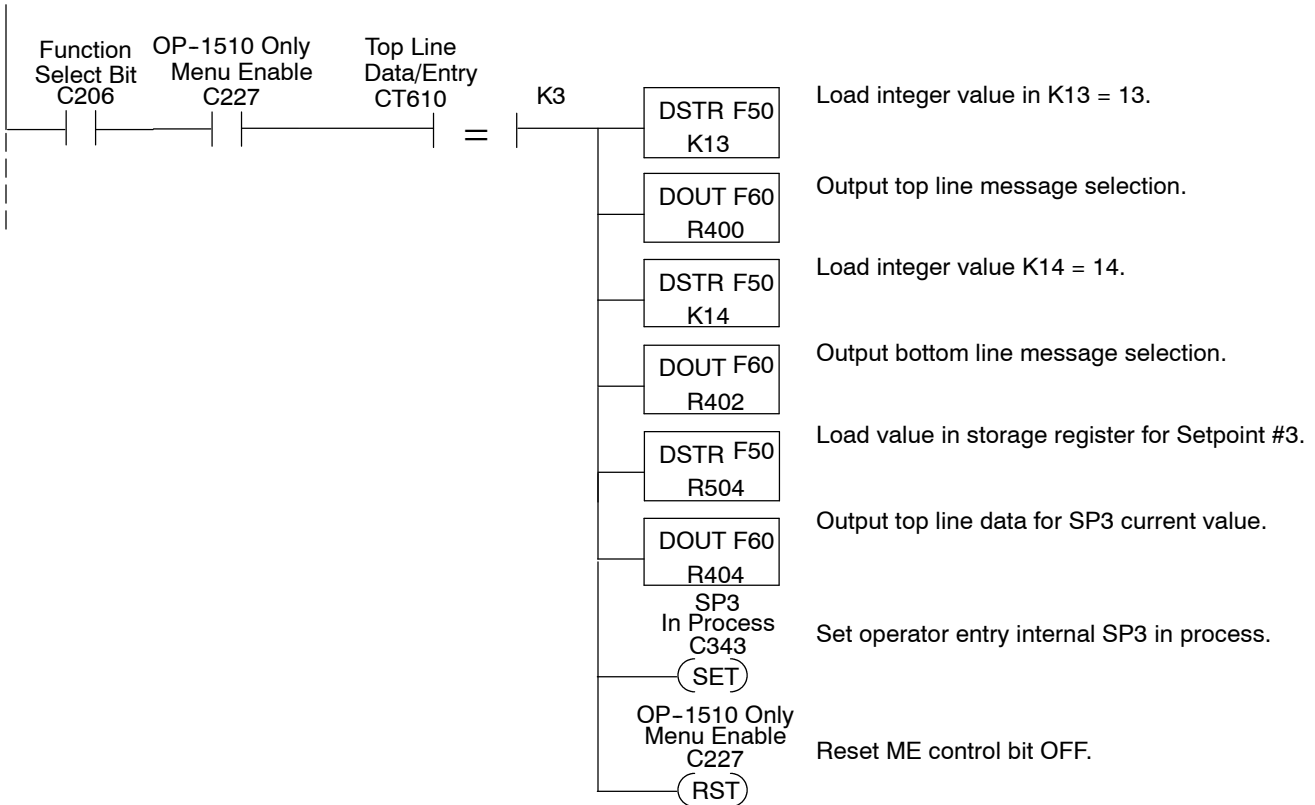 Function
Select Bit
C206
OP-1510 Only
Menu Enable
C227
Top Line
Data/Entry
CT610
=
K3
DSTR F50
K13
Load integer value in K13 = 13.
DOUT F60
R400
Output top line message selection.
DSTR F50
K14
Load integer value K14 = 14.
DOUT F60
R402
Output bottom line message selection.
DSTR F50
R504
Load value in storage register for Setpoint #3.
DOUT F60
R404
Output top line data for SP3 current value.
SP3
In Process
C343
SET
Set operator entry internal SP3 in process.
OP-1510 Only
Menu Enable
C227
RST
Reset ME control bit OFF.